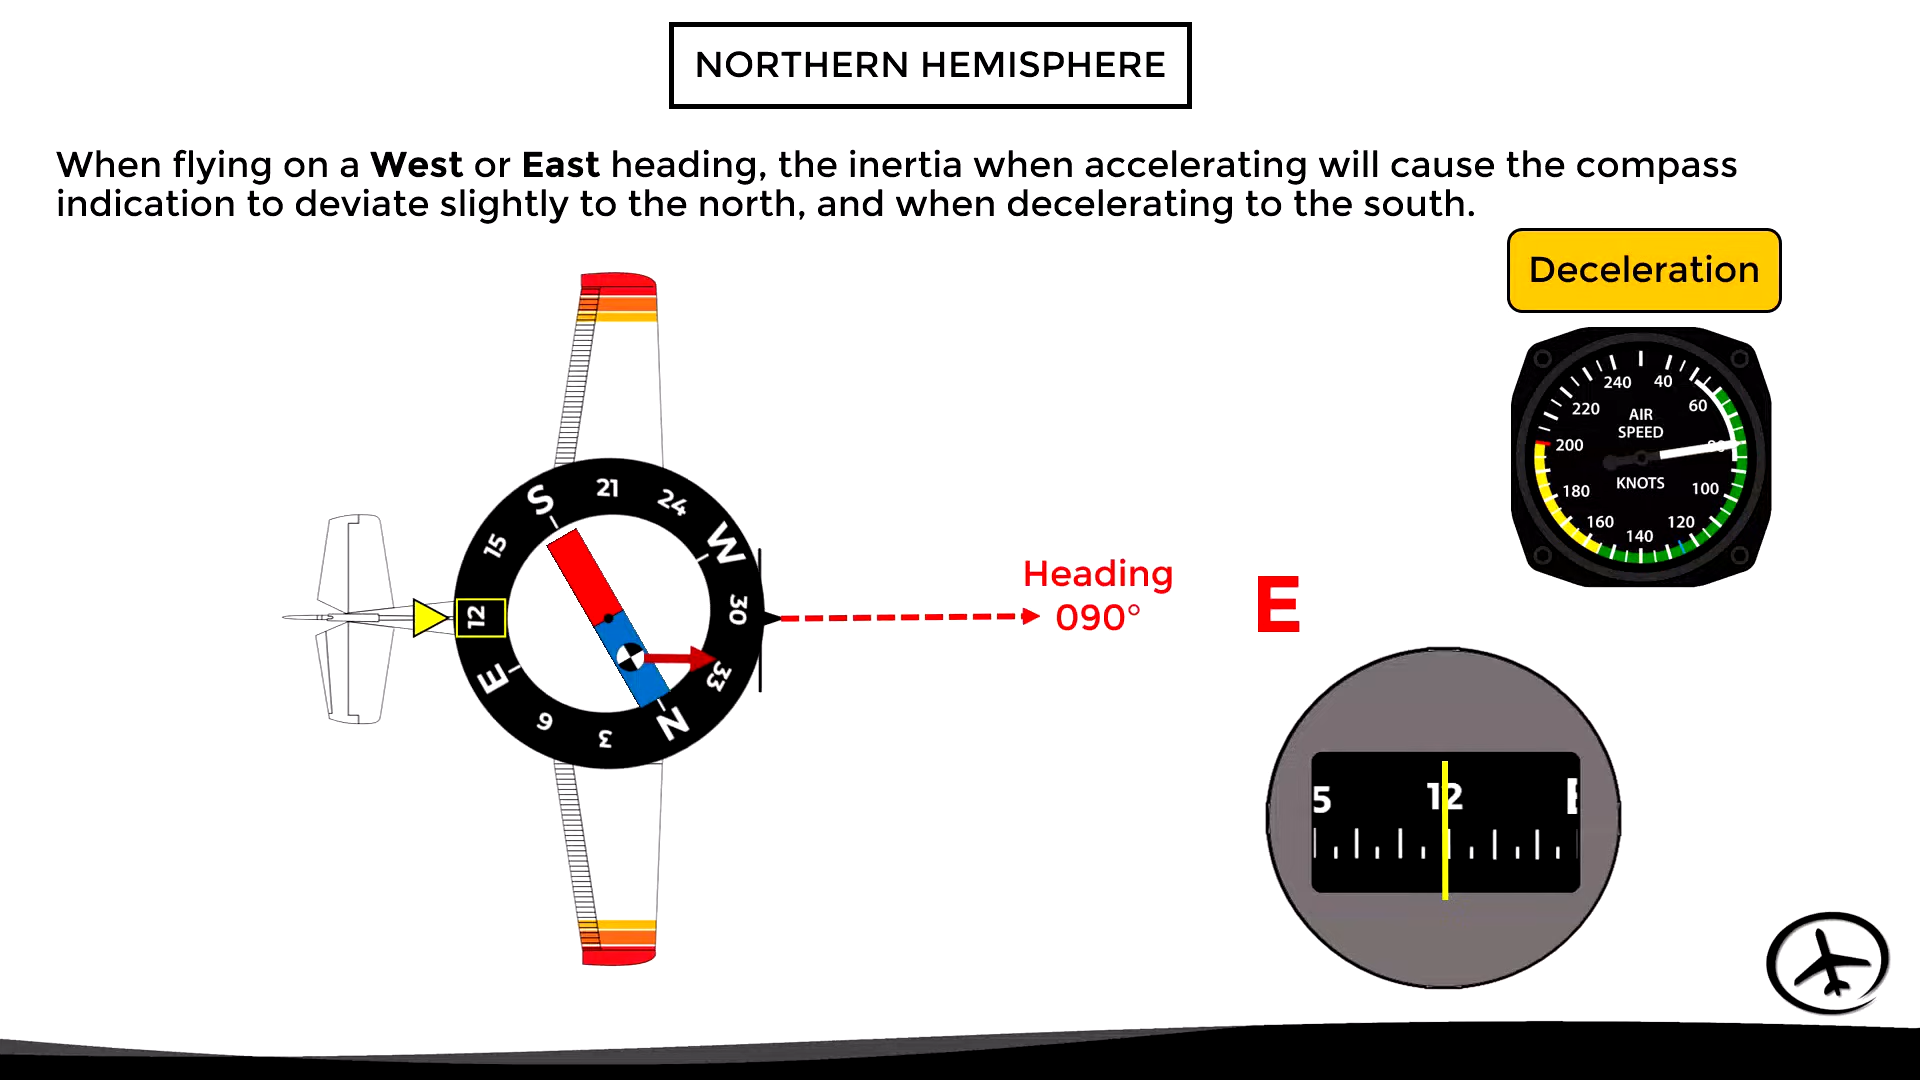 NORTHERN HEMISPHERE
When flying on a West or East heading, the inertia when accelerating will cause the compass
indication to deviate slightly to the north, and when decelerating to the south.
Deceleration
240 40
220 60
AIR
SPEED
200
KNOTS
180 100
160 120
140
S 21 24
15 W
12 30
E 33
6 3 N
Heading
090°
E
5 12